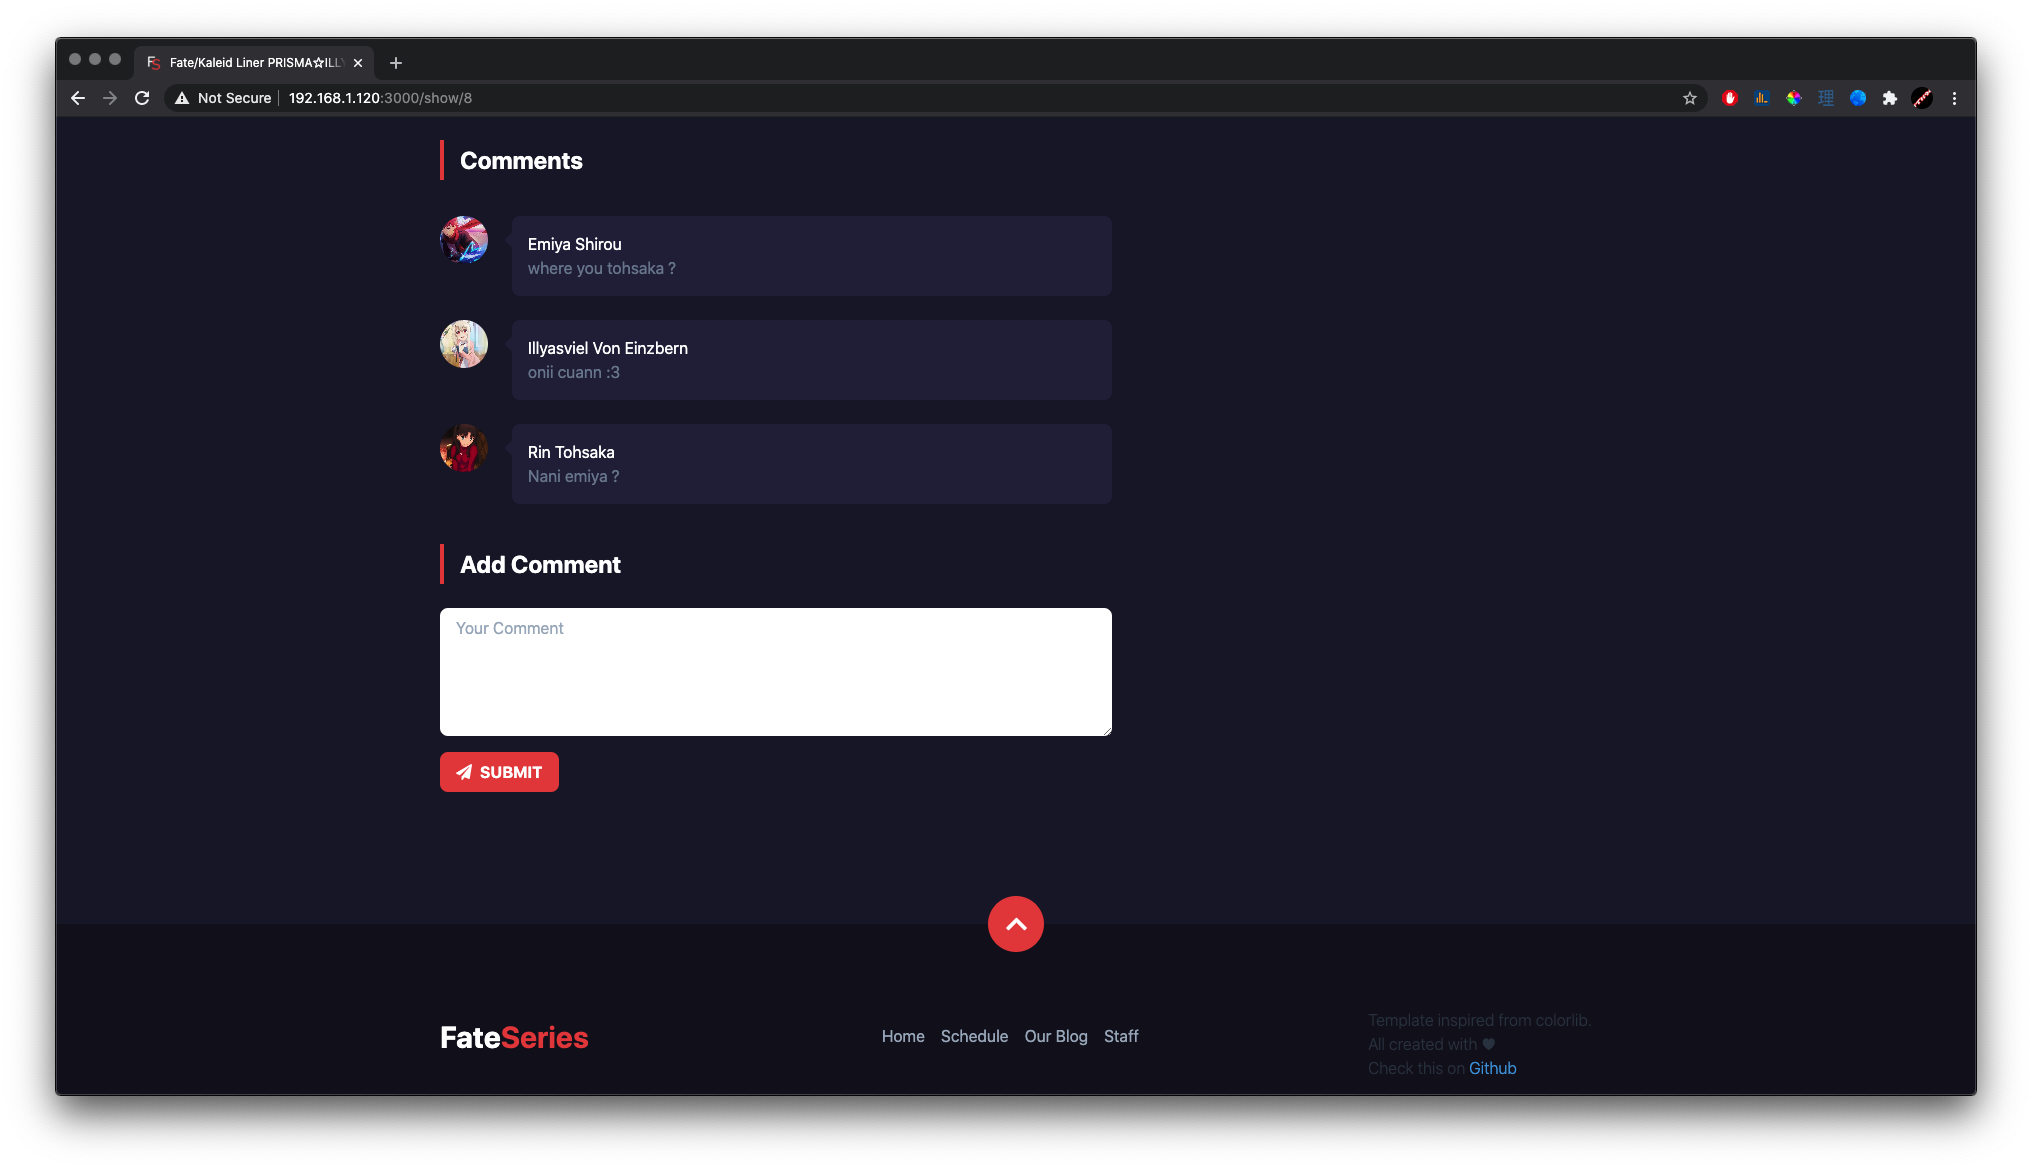 Fate/Kaleid Liner PRISMA☆ILLY
Not Secure 192.168.1.120:3000/show/8
理
Comments
Emiya Shirou
where you tohsaka ?
Illyasviel Von Einzbern
onii cuann :3
Rin Tohsaka
Nani emiya ?
Add Comment
Your Comment
SUBMIT
FateSeries
Home Schedule Our Blog Staff
Template inspired from colorlib.
All created with ♥
Check this on Github